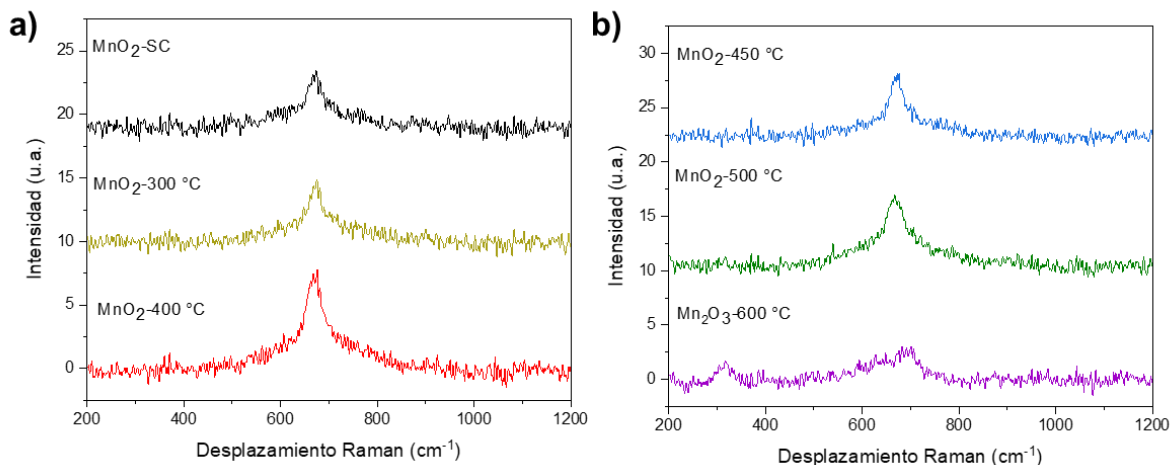 a)
MnO2-SC
MnO2-300 °C
MnO2-400 °C
Intensidad (u.a.)
25
20
15
10
5
0
200 400 600 800 1000 1200
Desplazamiento Raman (cm-1)
b)
MnO2-450 °C
MnO2-500 °C
Mn2O3-600 °C
Intensidad (u.a.)
30
25
20
15
10
5
0
200 400 600 800 1000 1200
Desplazamiento Raman (cm-1)